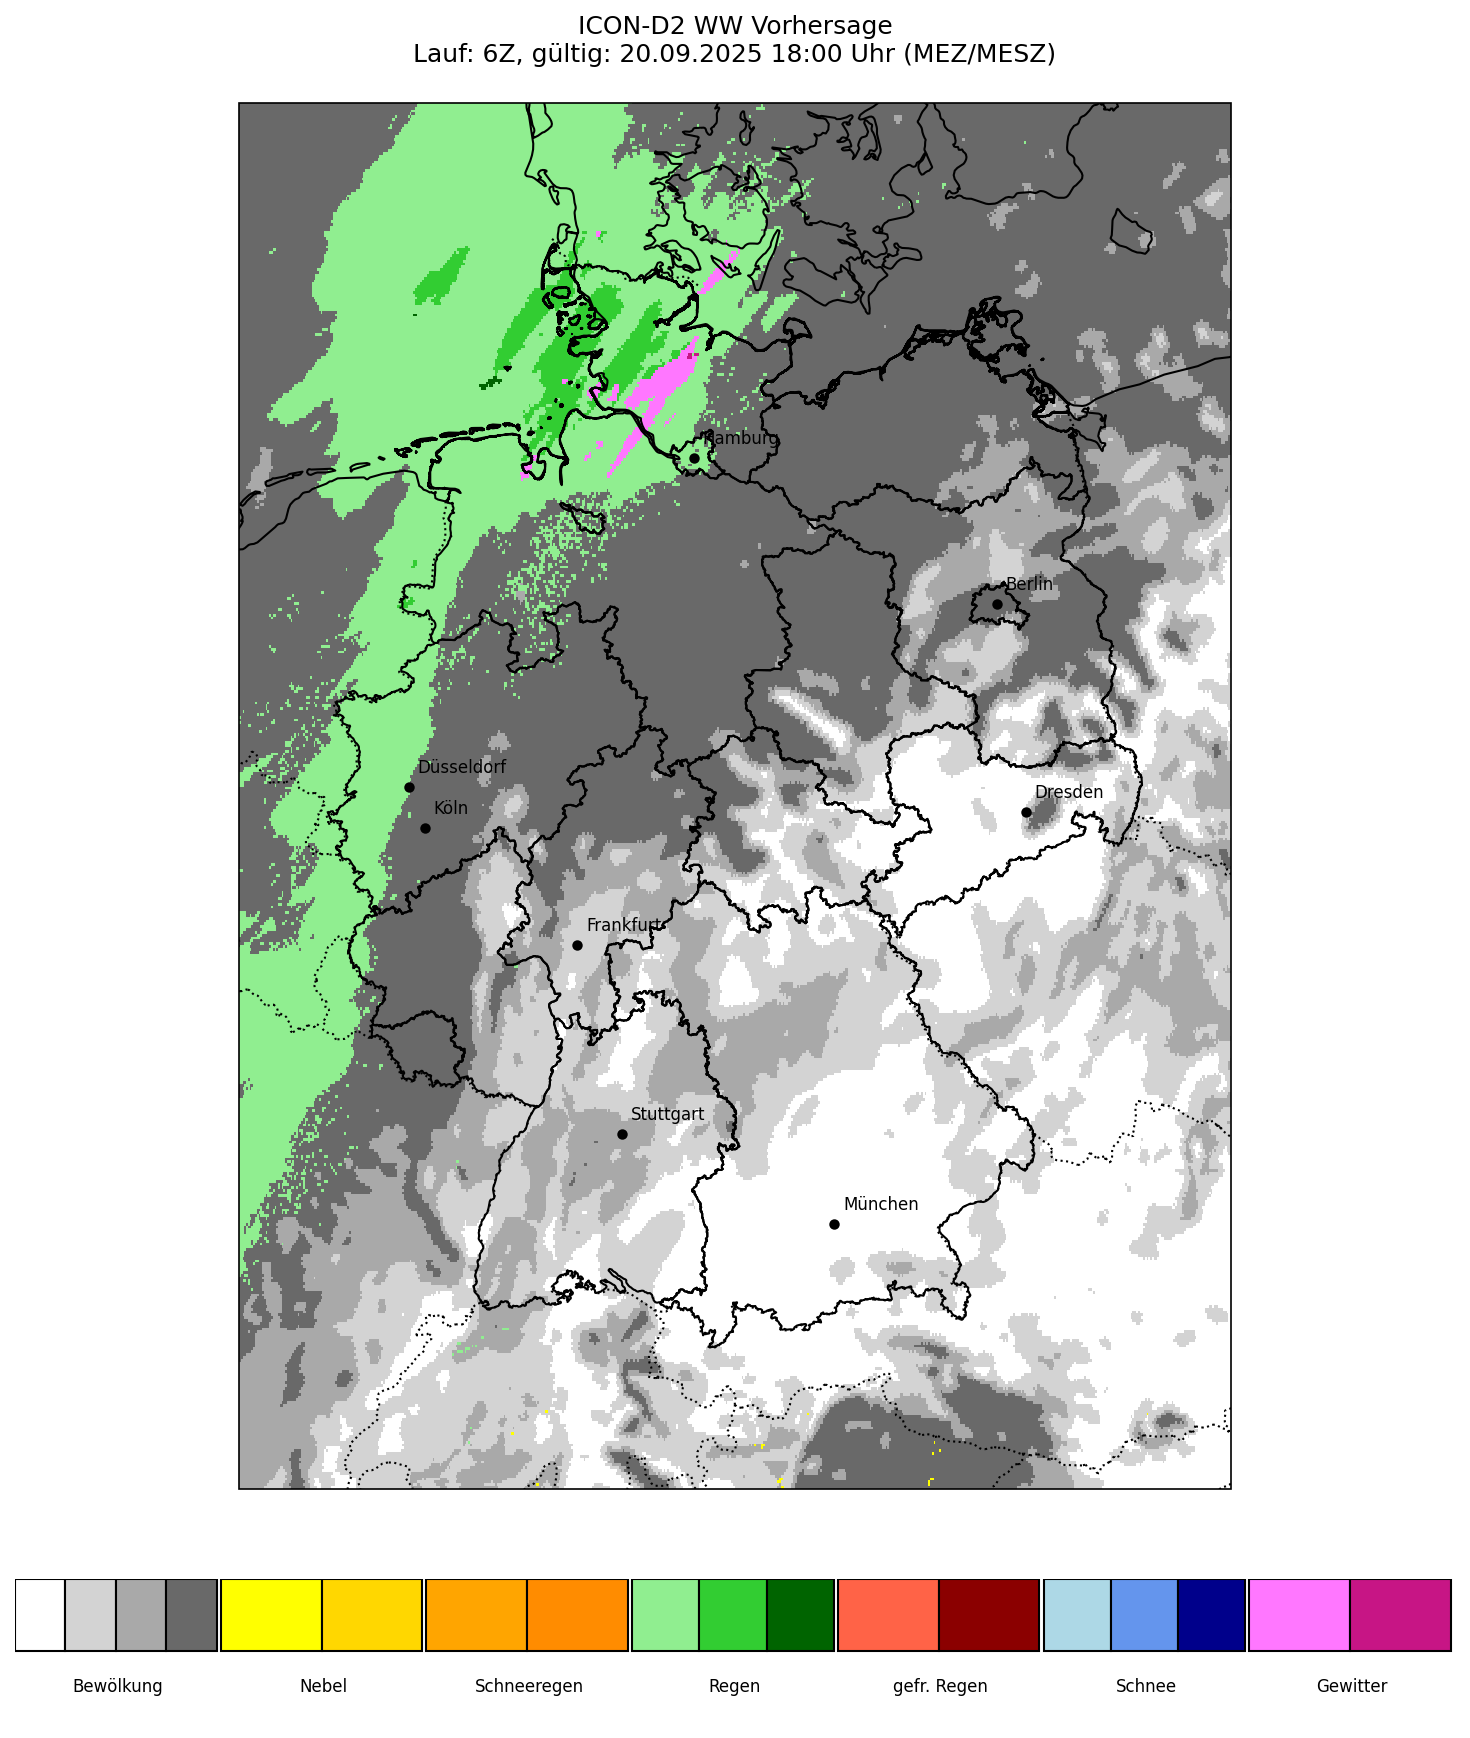 ICON-D2 WW Vorhersage
Lauf: 6Z, gültig: 20.09.2025 18:00 Uhr (MEZ/MESZ)
Hamburg
Berlin
Düsseldorf
Köln
Dresden
Frankfurt
Stuttgart
München
Bewölkung
Nebel
Schneeregen
Regen
gefr. Regen
Schnee
Gewitter